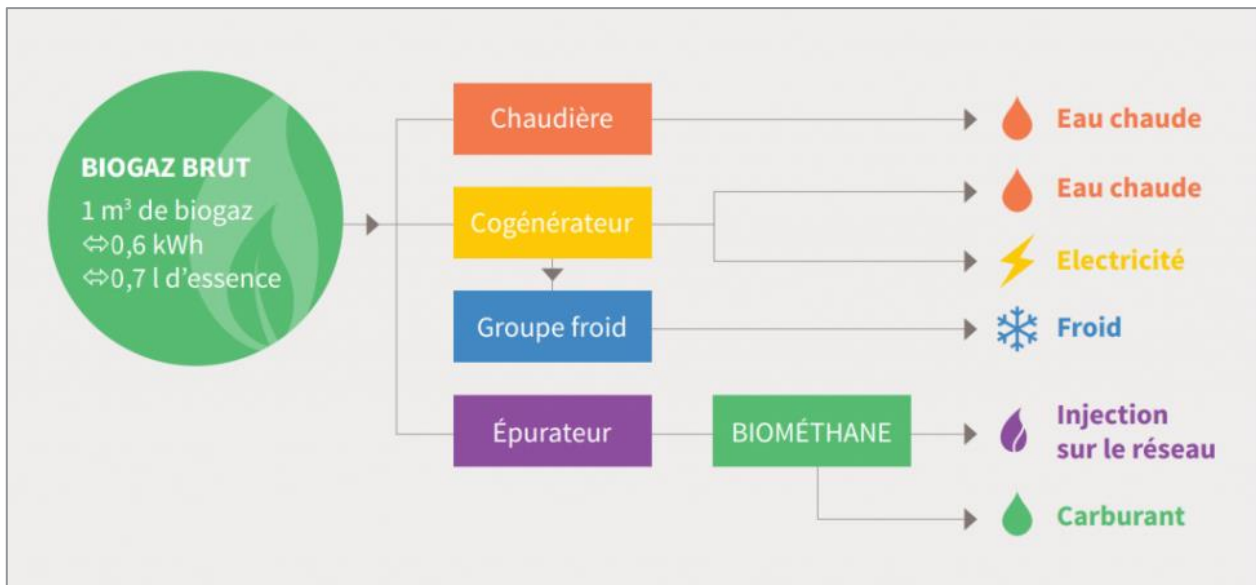 BIOGAZ BRUT
1 m³ de biogaz
⇔0,6 kWh
⇔0,7 l d’essence
Chaudière
Eau chaude
Cogénérateur
Eau chaude
Electricité
Groupe froid
Froid
Épurateur
BIOMÉTHANE
Injection
sur le réseau
Carburant